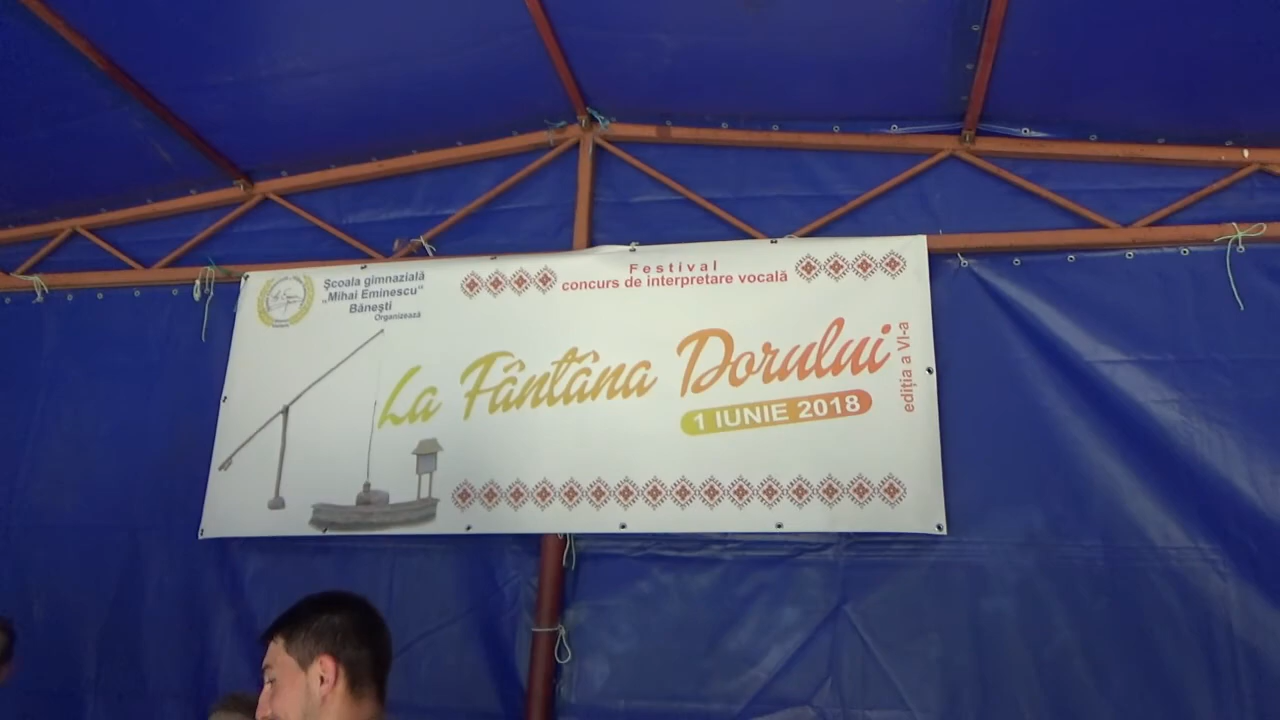 Școala gimnazială
„Mihai Eminescu“
Bănești
Organizează
Festival
concurs de interpretare vocală
La Fântâna Dorului
1 IUNIE 2018
ediția a VI-a